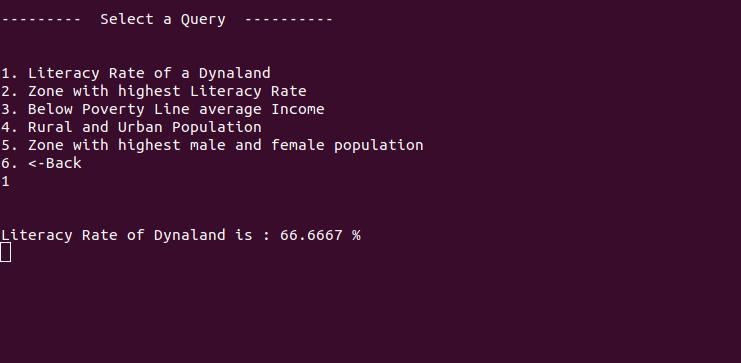 ---------  Select a Query  ----------
1. Literacy Rate of a Dynaland
2. Zone with highest Literacy Rate
3. Below Poverty Line average Income
4. Rural and Urban Population
5. Zone with highest male and female population
6. <-Back
1
Literacy Rate of Dynaland is : 66.6667 %